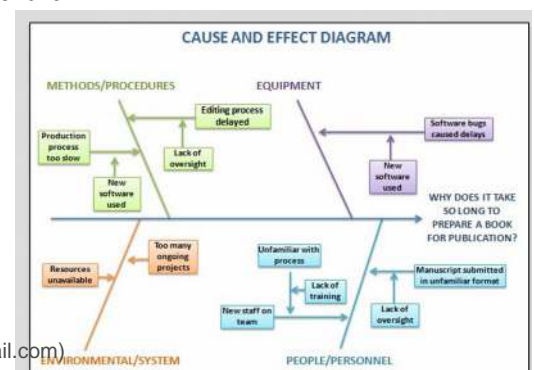 CAUSE AND EFFECT DIAGRAM
METHODS/PROCEDURES
EQUIPMENT
Editing process
delayed
Production
process
too slow
Lack of
oversight
New
software
used
Software bugs
caused delays
New
software
used
WHY DOES IT TAKE
SO LONG TO
PREPARE A BOOK
FOR PUBLICATION?
Too many
ongoing
projects
Resources
unavailable
Unfamiliar with
process
Lack of
training
New staff on
team
Manuscript submitted
in unfamiliar format
Lack of
oversight
ail.com)
ENVIRONMENTAL/SYSTEM
PEOPLE/PERSONNEL